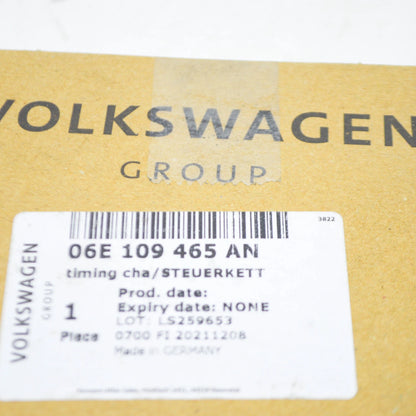 VOLKSWAGEN
GROUP
3822
06E 109 465 AN
timing cha/STEUERKETT
Prod. date:
Expiry date: NONE
LOT: LS259653
1
Piece
0700 FI 20211208
Made in GERMANY
VOLKSWAGEN
GROUP